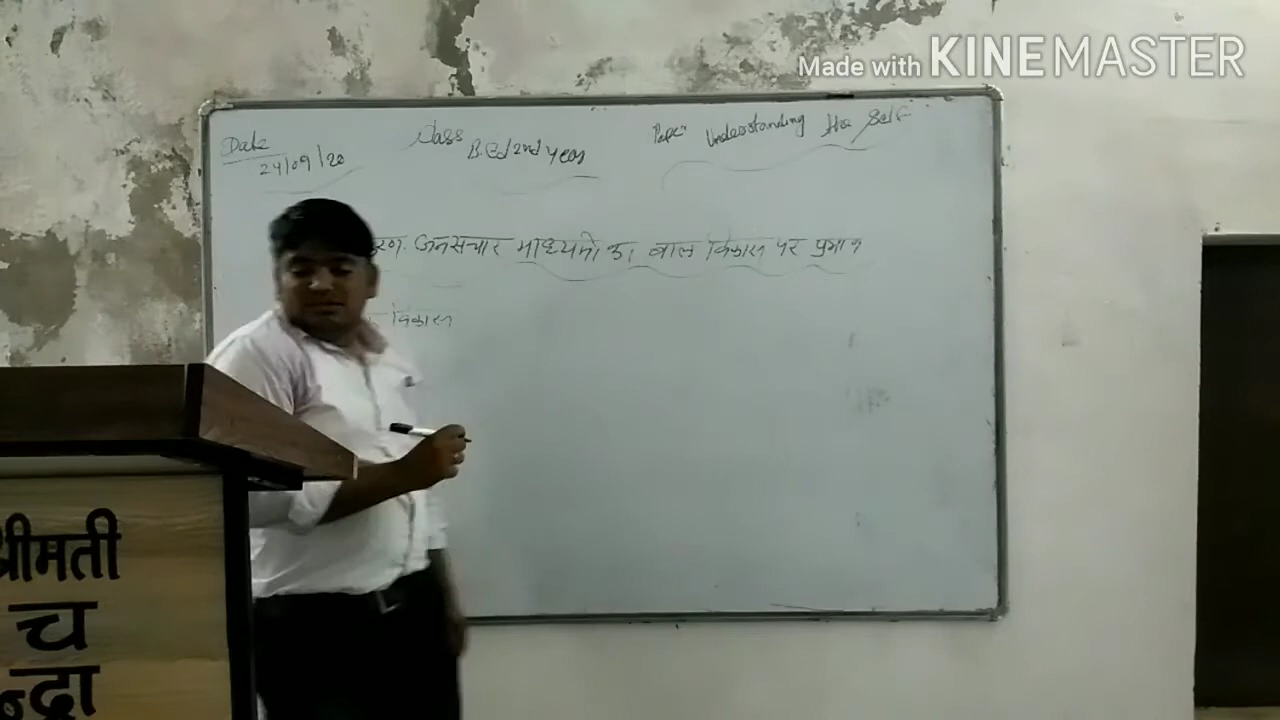 Made with KINEMASTER
Date Class Paper Understanding the Self
24/09/20 B.Ed 2nd year
रण. जनसंचार माध्यमो का बाल विकास पर प्रभाव
विकास
श्रीमती
च
न्द्रा